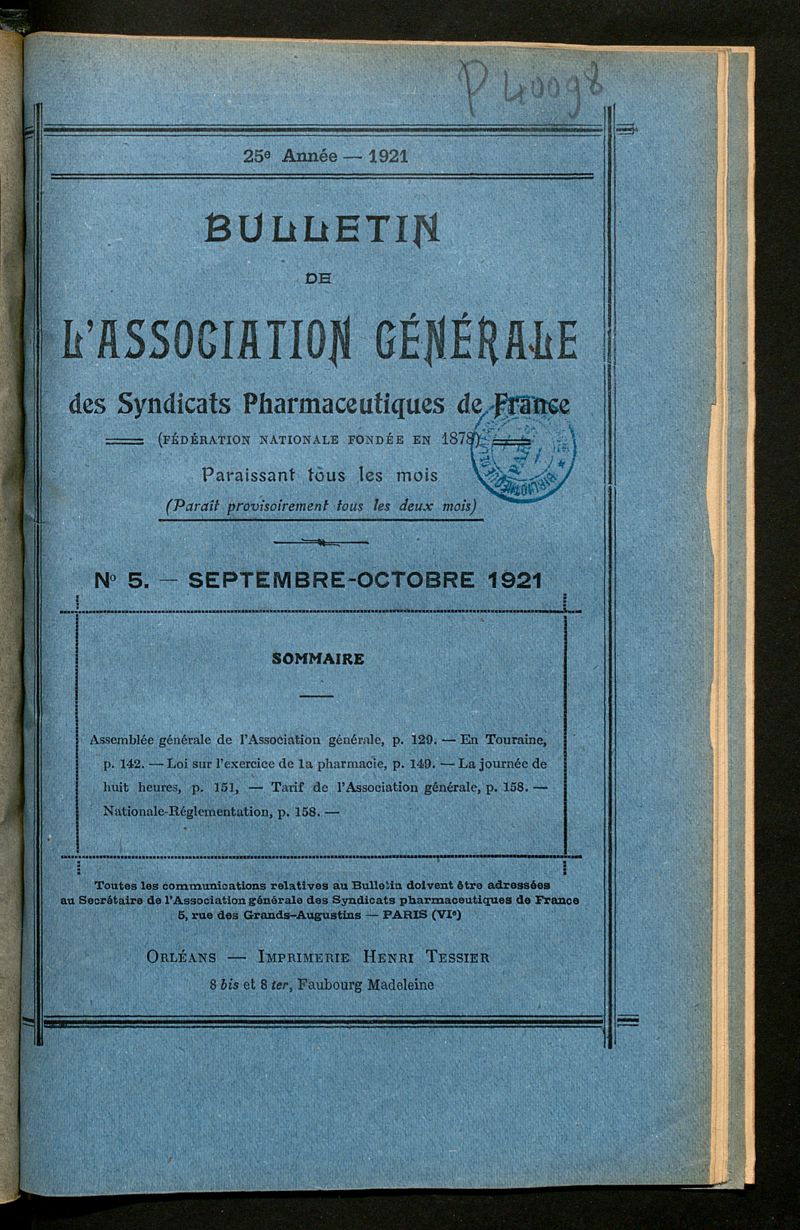 P 40098
25e Année — 1921
BULLETIN
DE
L'ASSOCIATION GÉNÉRALE
des Syndicats Pharmaceutiques de France
(FÉDÉRATION NATIONALE FONDÉE EN 1878)
Paraissant tous les mois
(Paraît provisoirement tous les deux mois)
No 5. — SEPTEMBRE-OCTOBRE 1921
SOMMAIRE
Assemblée générale de l'Association générale, p. 129. — En Touraine,
p. 142. — Loi sur l'exercice de la pharmacie, p. 149. — La journée de
huit heures, p. 151, — Tarif de l'Association générale, p. 158. —
Nationale-Réglementation, p. 158. —
Toutes les communications relatives au Bulletin doivent être adressées
au Secrétaire de l'Association générale des Syndicats pharmaceutiques de France
5, rue des Grands-Augustins — PARIS (VIe)
ORLÉANS — IMPRIMERIE HENRI TESSIER
8 bis et 8 ter, Faubourg Madeleine